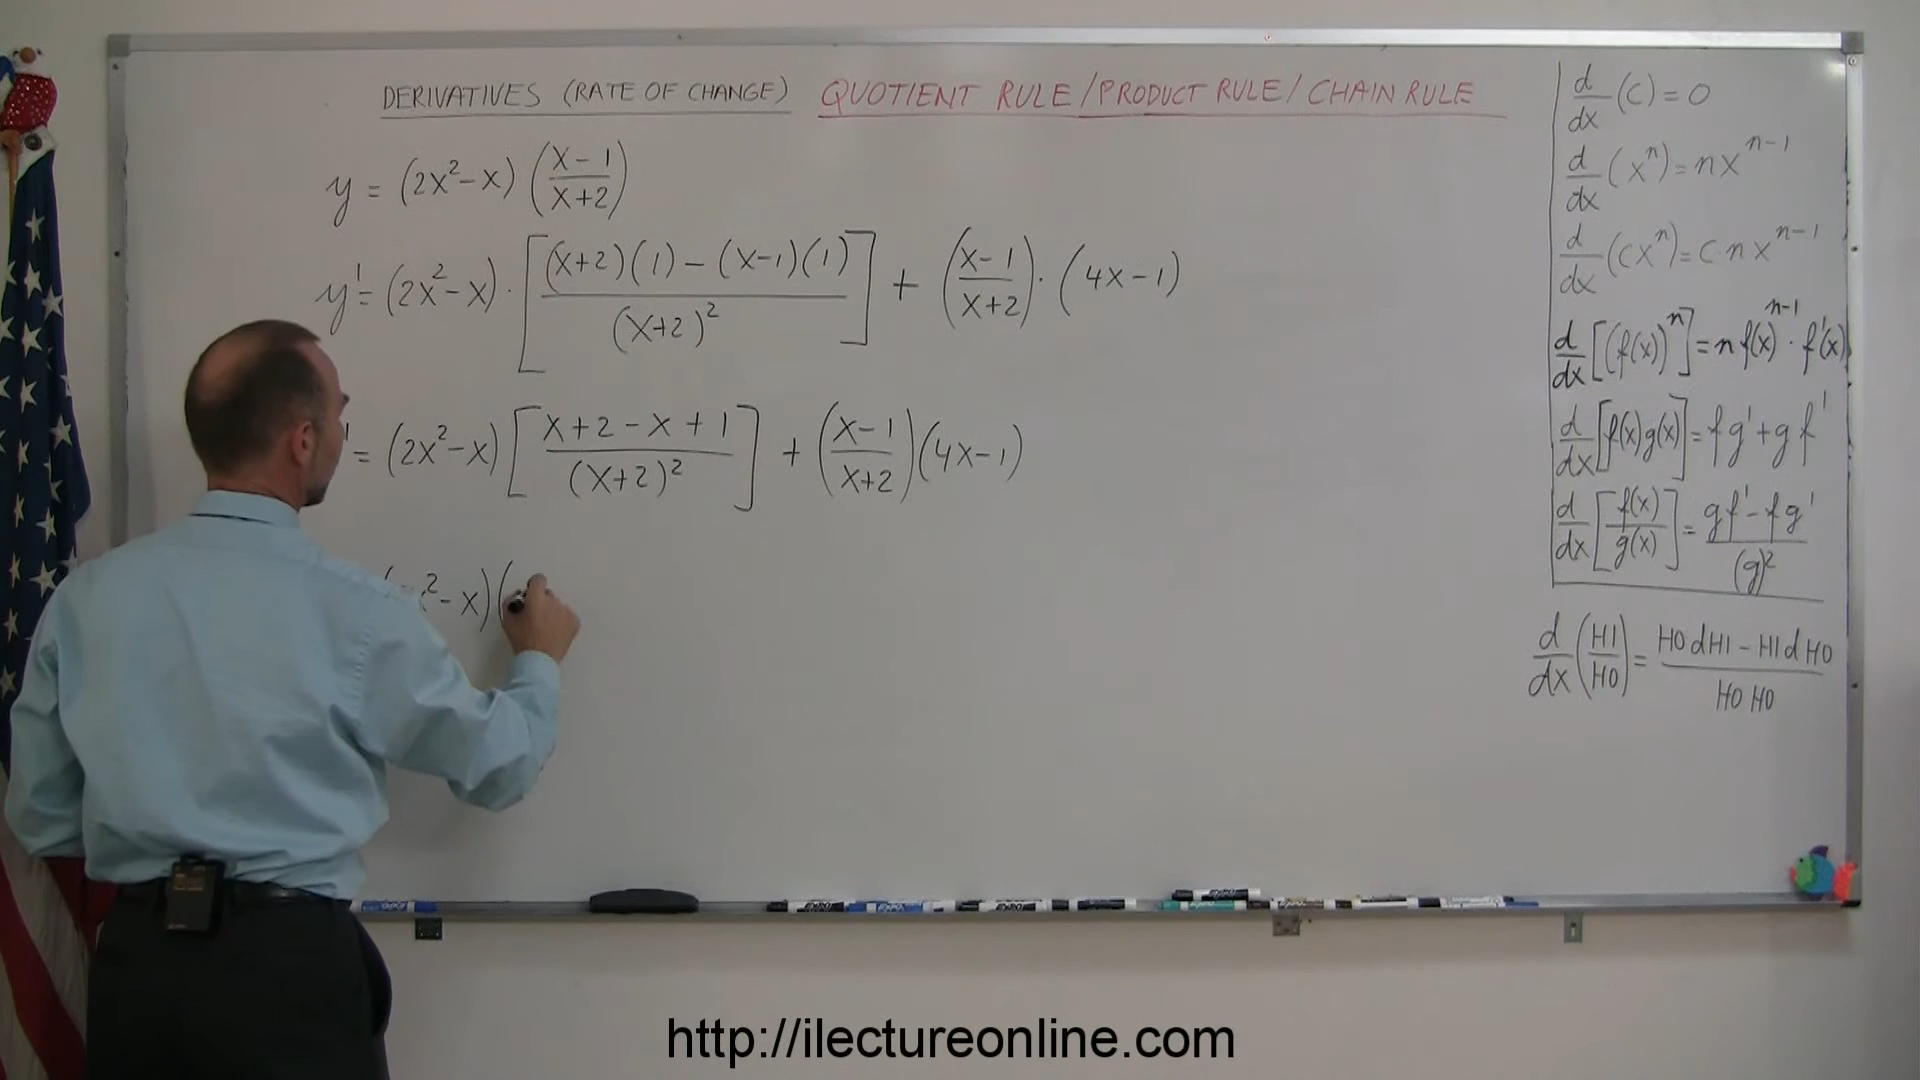 DERIVATIVES (RATE OF CHANGE) QUOTIENT RULE/PRODUCT RULE/CHAIN RULE
y = (2x²-x) (x-1/x+2)
y' = (2x²-x) · [(x+2)(1) - (x-1)(1)/(x+2)²] + (x-1/x+2) · (4x-1)
' = (2x²-x) [x+2-x+1/(x+2)²] + (x-1/x+2)(4x-1)
²-x)(
d/dx (c) = 0
d/dx (xⁿ) = nxⁿ⁻¹
d/dx (cxⁿ) = c·nxⁿ⁻¹
d/dx [(f(x))ⁿ] = n f(x)ⁿ⁻¹ · f'(x)
d/dx [f(x)g(x)] = fg' + gf'
d/dx [f(x)/g(x)] = gf' - fg'/(g)²
d/dx (HI/HO) = HO dHI - HI dHO/HO HO
http://ilectureonline.com